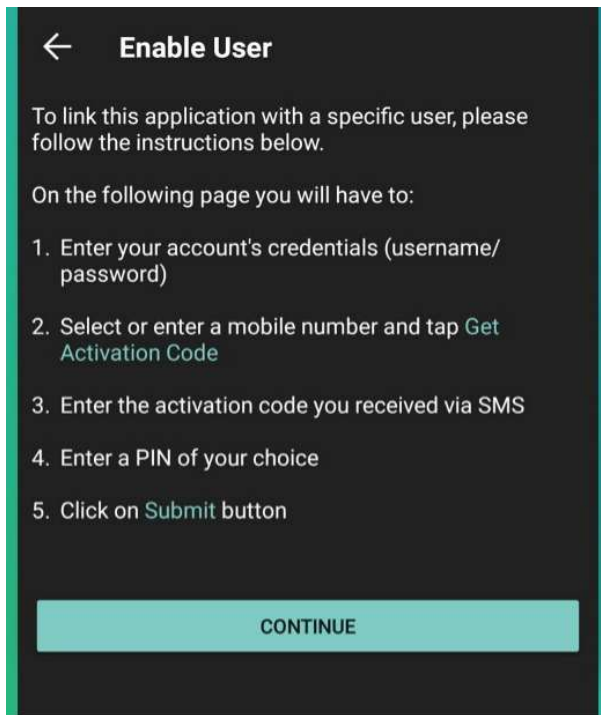 Enable User
To link this application with a specific user, please
follow the instructions below.
On the following page you will have to:
1. Enter your account's credentials (username/
password)
2. Select or enter a mobile number and tap Get
Activation Code
3. Enter the activation code you received via SMS
4. Enter a PIN of your choice
5. Click on Submit button
CONTINUE